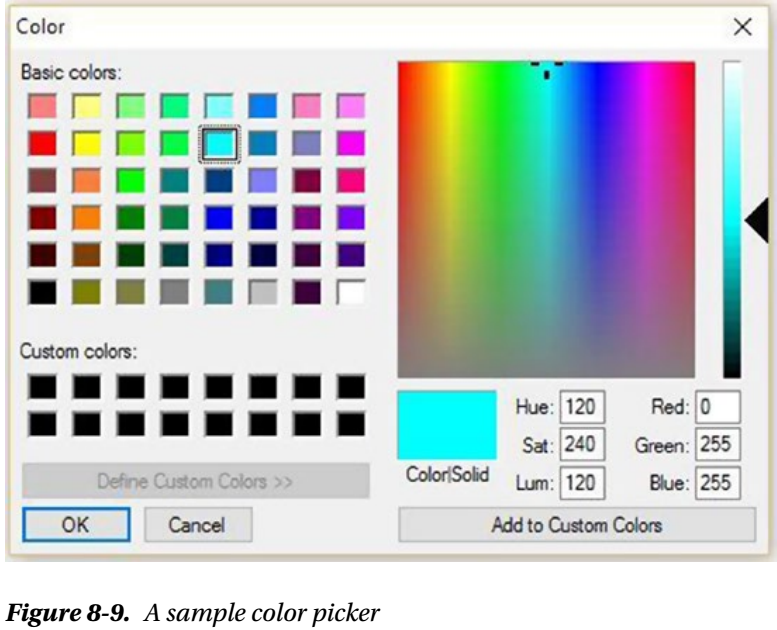 Color
Basic colors:
Custom colors:
Define Custom Colors >>
OK Cancel
Color|Solid
Hue: 120 Red: 0
Sat: 240 Green: 255
Lum: 120 Blue: 255
Add to Custom Colors
Figure 8-9. A sample color picker